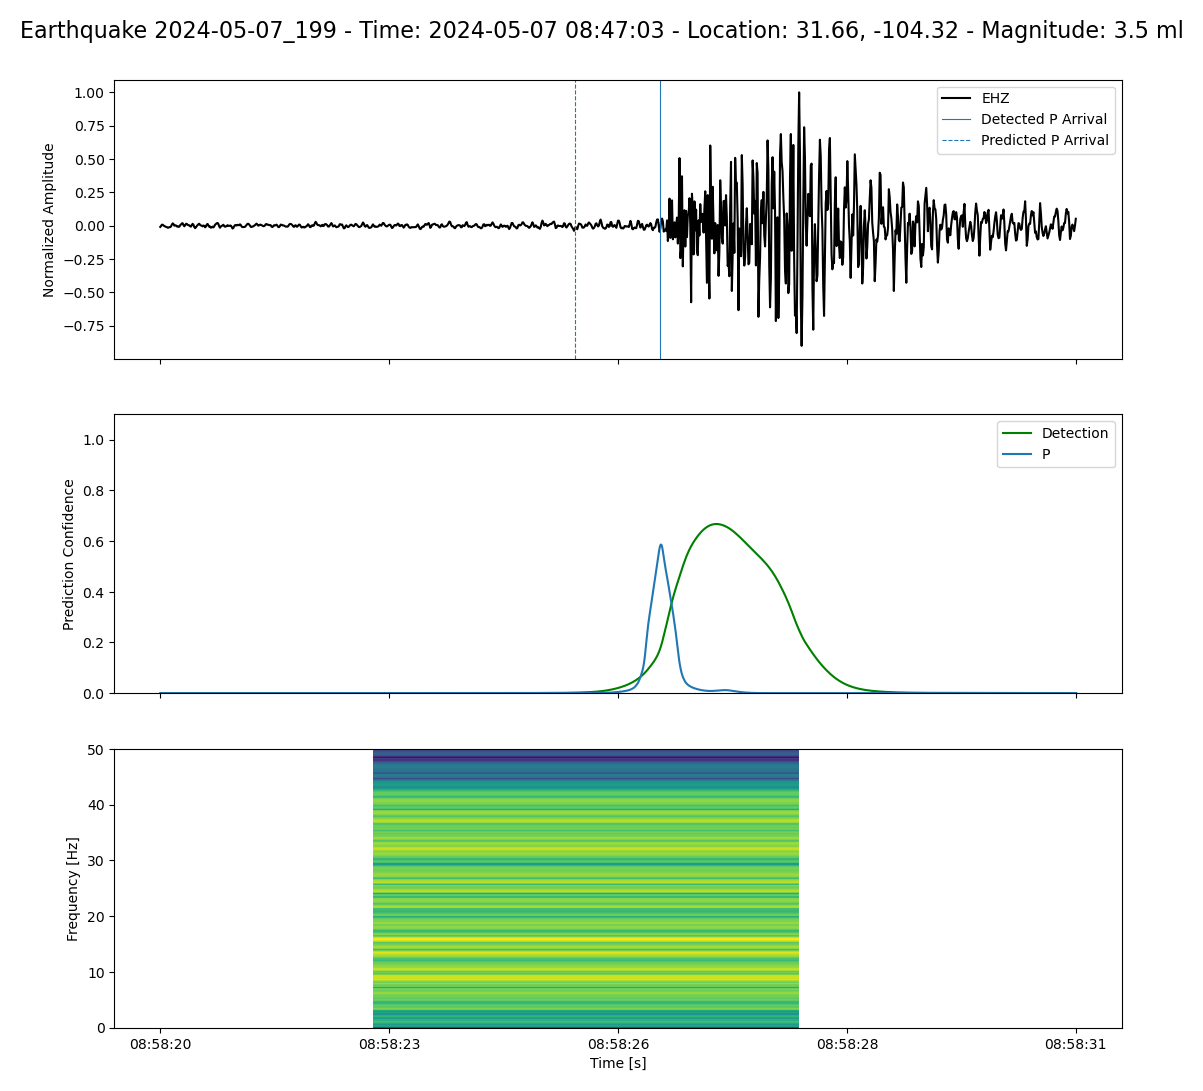 Earthquake 2024-05-07_199 - Time: 2024-05-07 08:47:03 - Location: 31.66, -104.32 - Magnitude: 3.5 ml
Normalized Amplitude
1.00
0.75
0.50
0.25
0.00
−0.25
−0.50
−0.75
EHZ
Detected P Arrival
Predicted P Arrival
Prediction Confidence
1.0
0.8
0.6
0.4
0.2
0.0
Detection
P
Frequency [Hz]
50
40
30
20
10
0
08:58:20 08:58:23 08:58:26 08:58:28 08:58:31
Time [s]